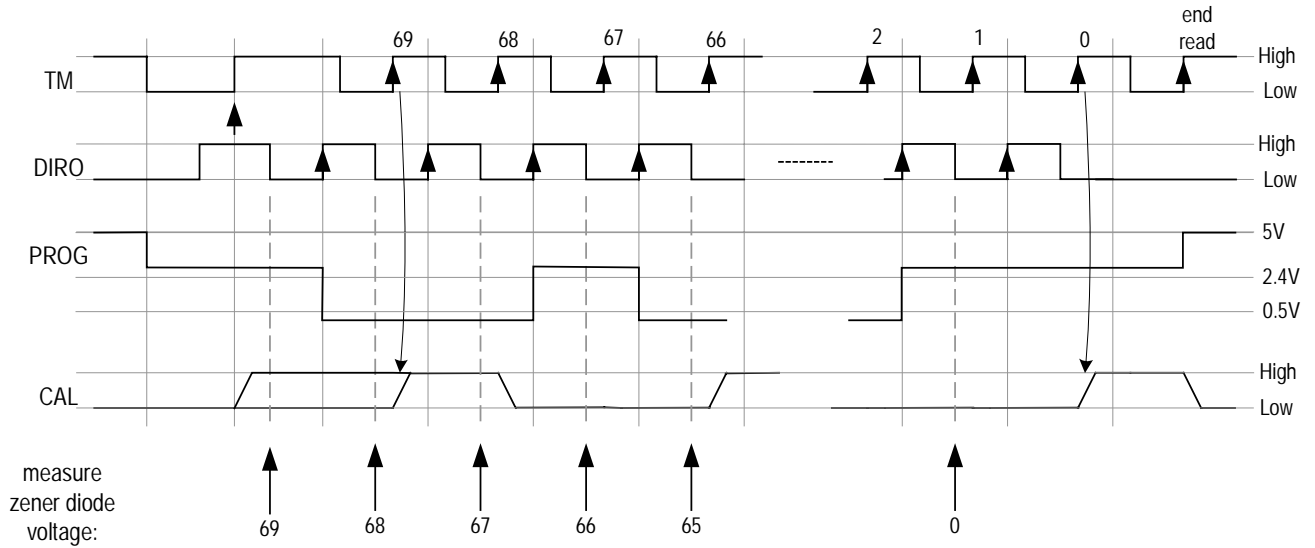 end
69 68 67 66 2 1 0 read
TM High
Low
DIRO High
Low
5V
PROG
2.4V
0.5V
High
CAL
Low
measure
zener diode
voltage: 69 68 67 66 65 0